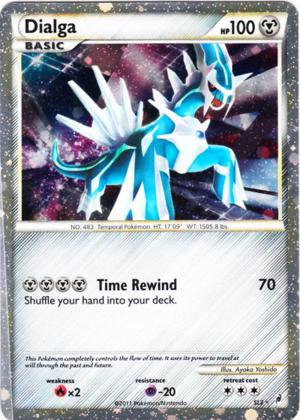 Dialga
HP100
BASIC
NO. 483 Temporal Pokémon HT: 17'09" WT: 1505.8 lbs.
Time Rewind 70
Shuffle your hand into your deck.
This Pokémon completely controls the flow of time. It uses its power to travel at
will through the past and future.
Illus. Ayaka Yoshida
weakness resistance retreat cost
×2 -20
©2011 Pokémon/Nintendo